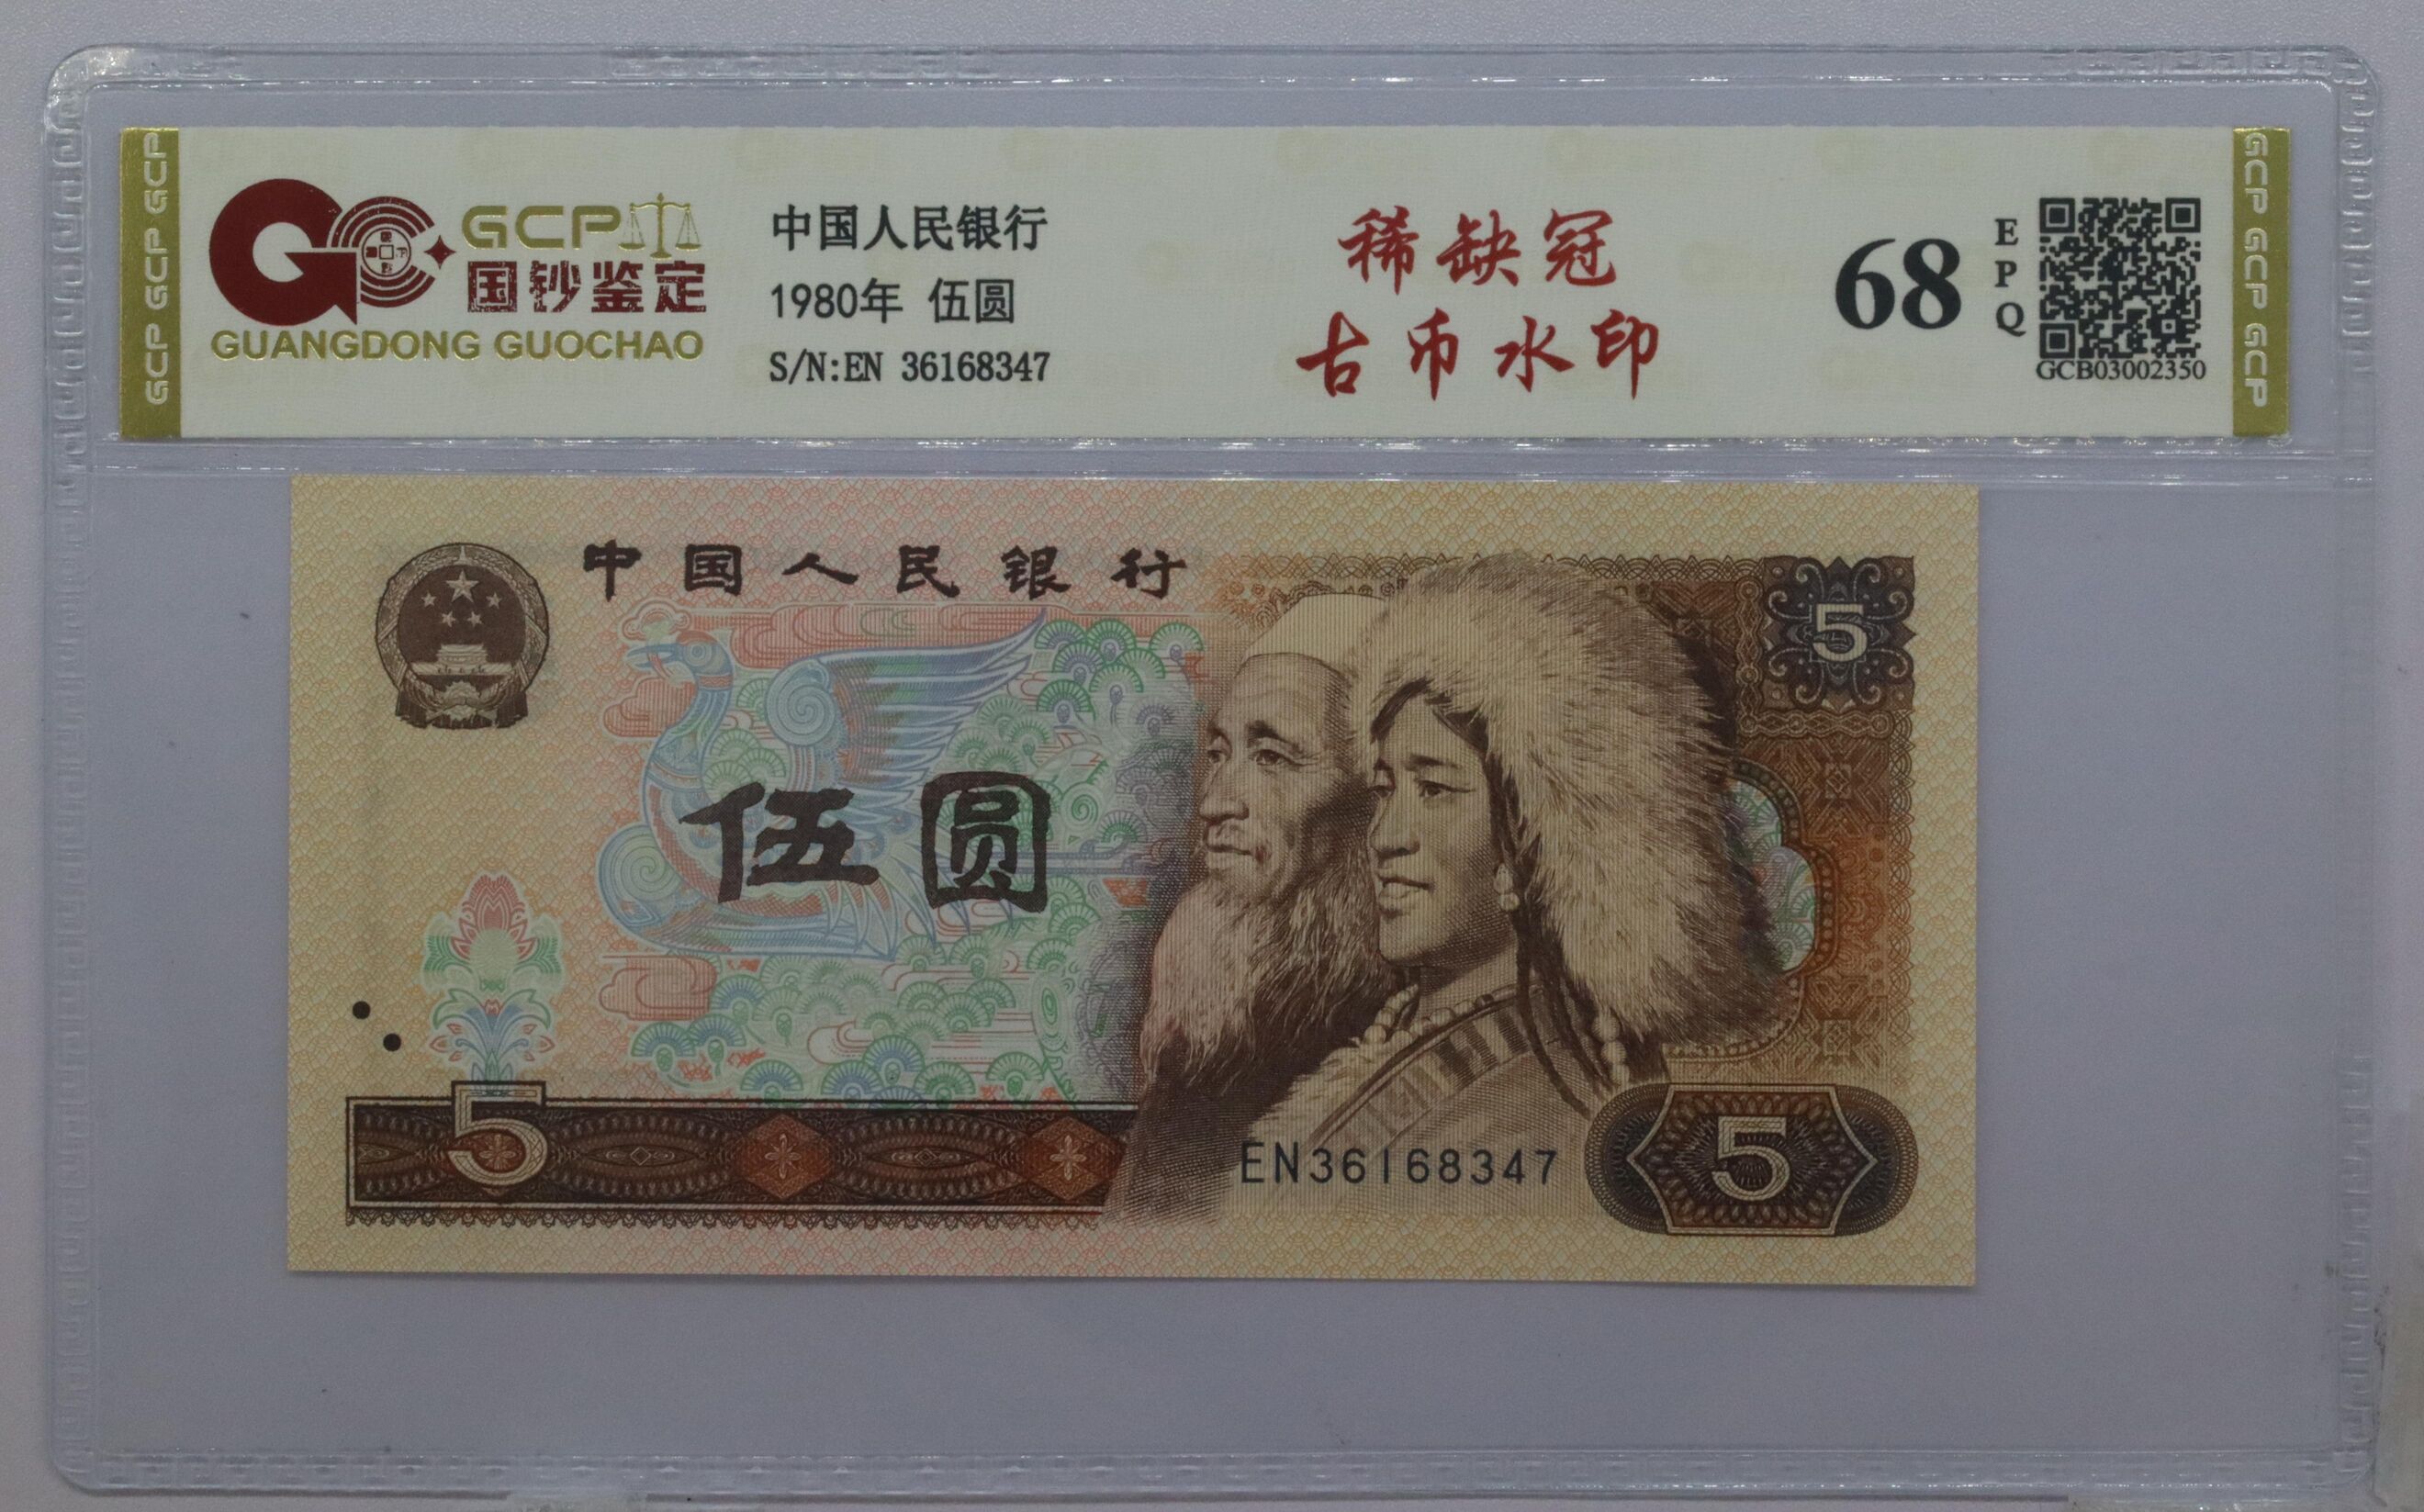 GCP GCP GCP
GCP
国钞鉴定
GUANGDONG GUOCHAO
中国人民银行
1980年 伍圆
S/N:EN 36168347
稀缺冠
古币水印
68
EPQ
GCB03002350
GCP GCP GCP
中国人民银行
5
伍圆
5
EN36168347
5